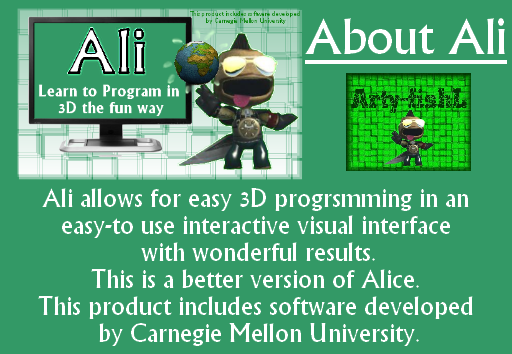 This product includes software developed
by Carnegie Mellon University
Ali
Learn to Program in
3D the fun way
About Ali
Arty-fishL
Ali allows for easy 3D progrsmming in an
easy-to use interactive visual interface
with wonderful results.
This is a better version of Alice.
This product includes software developed
by Carnegie Mellon University.